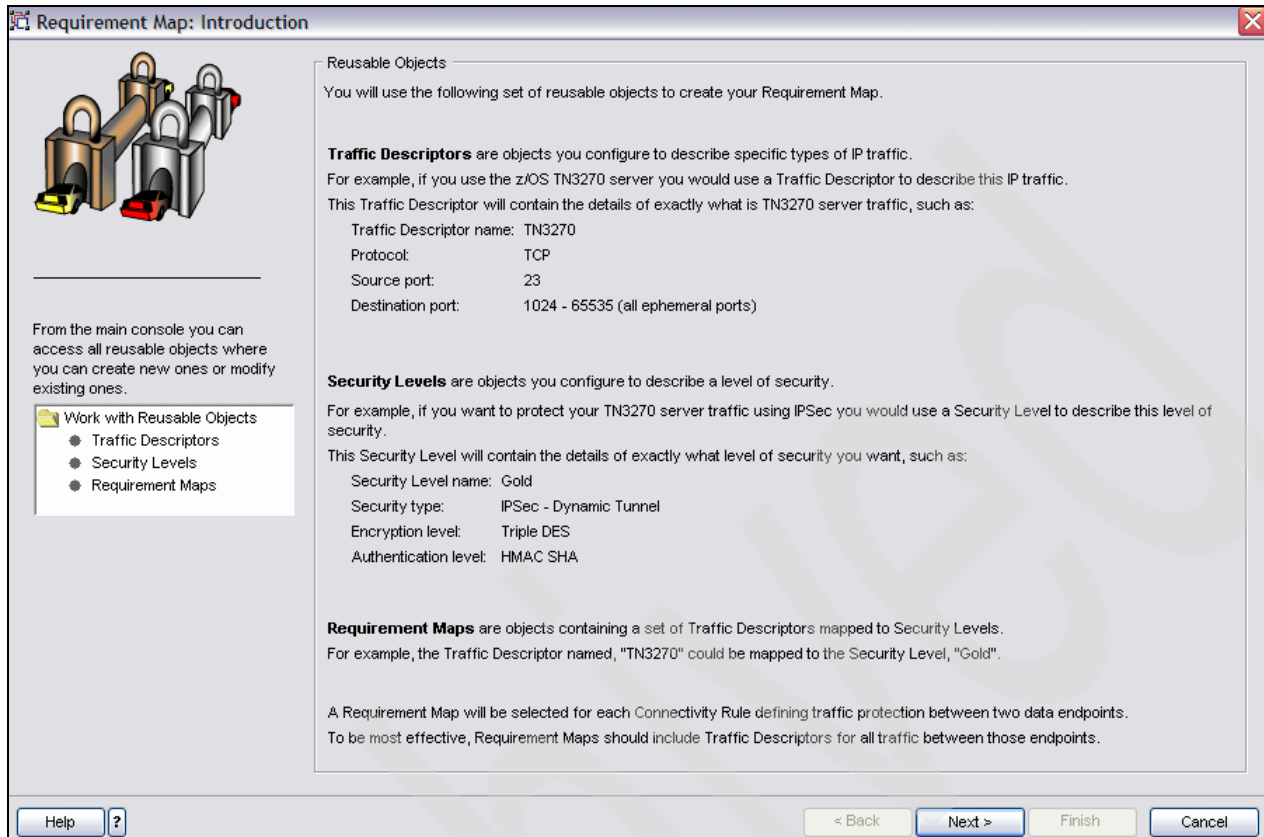 Requirement Map: Introduction
From the main console you can
access all reusable objects where
you can create new ones or modify
existing ones.
Work with Reusable Objects
Traffic Descriptors
Security Levels
Requirement Maps
Reusable Objects
You will use the following set of reusable objects to create your Requirement Map.
Traffic Descriptors are objects you configure to describe specific types of IP traffic.
For example, if you use the z/OS TN3270 server you would use a Traffic Descriptor to describe this IP traffic.
This Traffic Descriptor will contain the details of exactly what is TN3270 server traffic, such as:
Traffic Descriptor name: TN3270
Protocol: TCP
Source port: 23
Destination port: 1024 - 65535 (all ephemeral ports)
Security Levels are objects you configure to describe a level of security.
For example, if you want to protect your TN3270 server traffic using IPSec you would use a Security Level to describe this level of
security.
This Security Level will contain the details of exactly what level of security you want, such as:
Security Level name: Gold
Security type: IPSec - Dynamic Tunnel
Encryption level: Triple DES
Authentication level: HMAC SHA
Requirement Maps are objects containing a set of Traffic Descriptors mapped to Security Levels.
For example, the Traffic Descriptor named, "TN3270" could be mapped to the Security Level, "Gold".
A Requirement Map will be selected for each Connectivity Rule defining traffic protection between two data endpoints.
To be most effective, Requirement Maps should include Traffic Descriptors for all traffic between those endpoints.
Help ? < Back Next > Finish Cancel